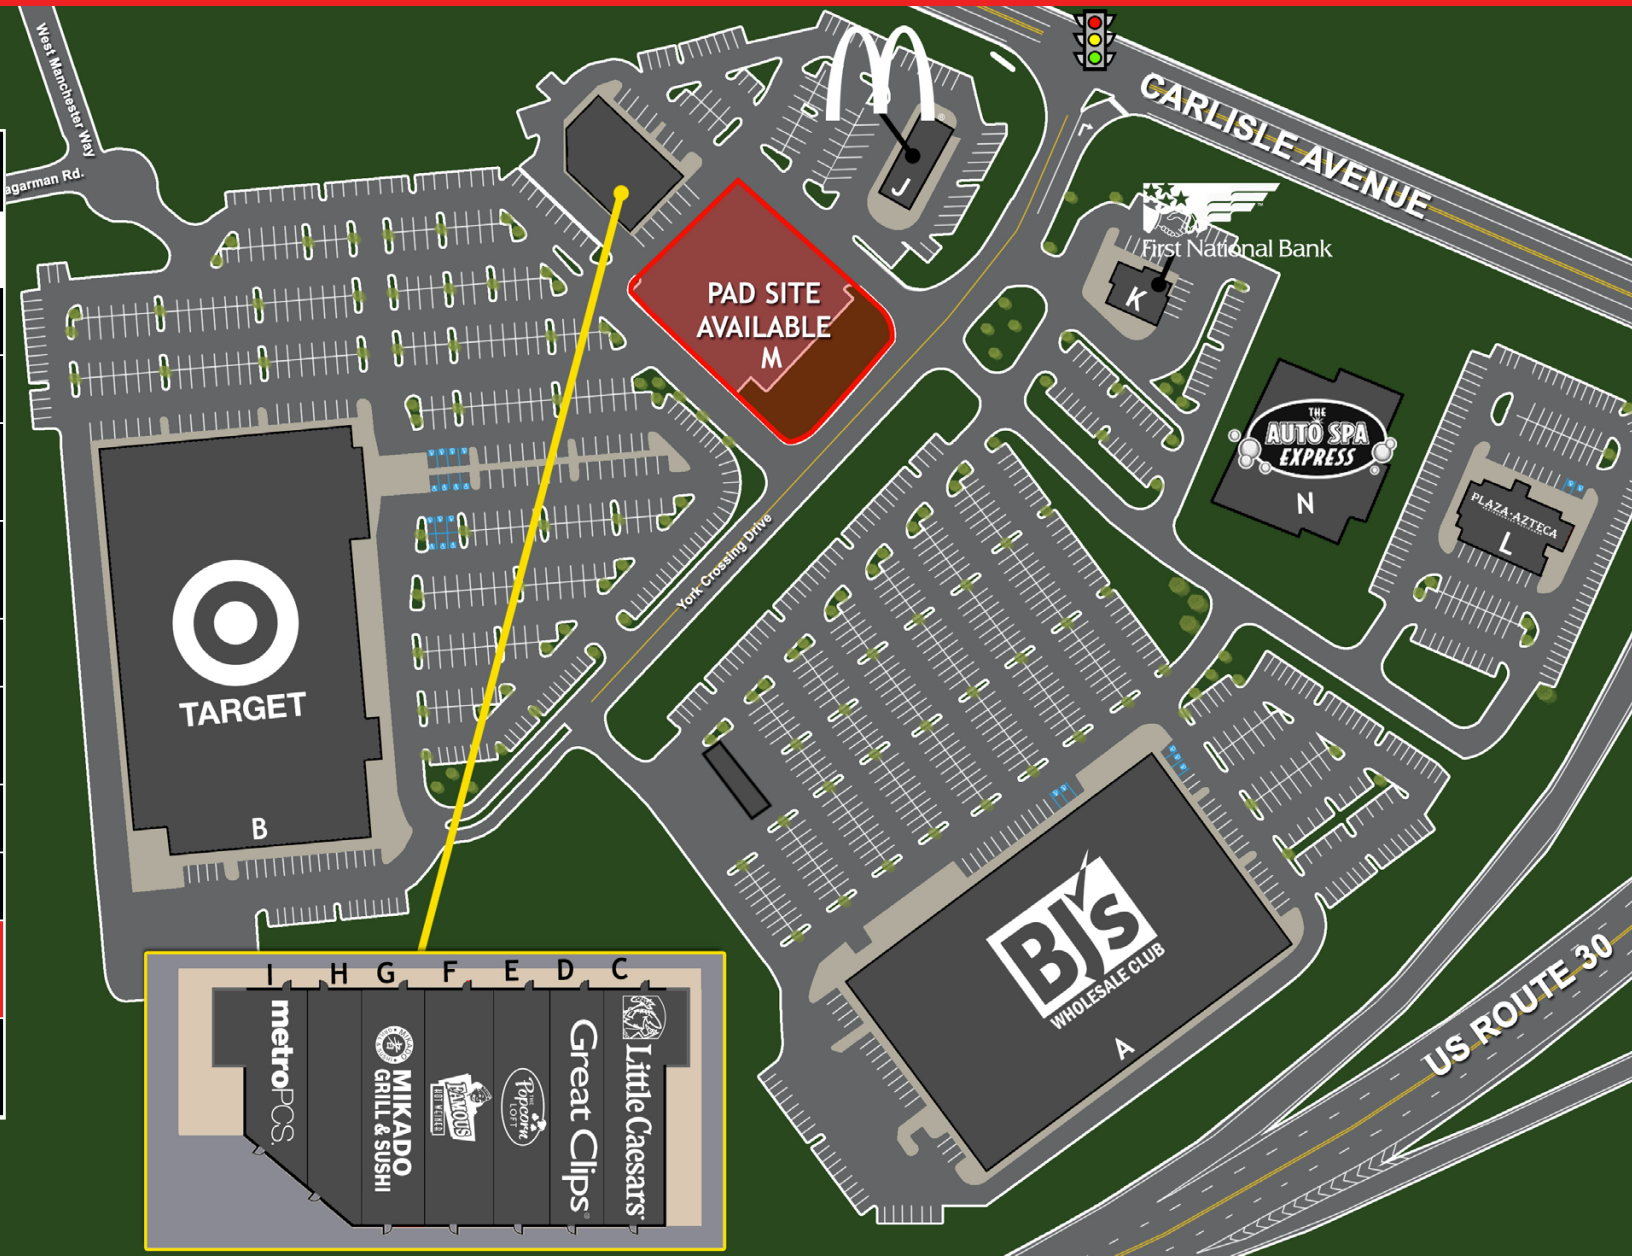 West Manchester Way
agarman Rd.
CARLISLE AVENUE
J
First National Bank
K
PAD SITE
AVAILABLE
M
THE
AUTO SPA
EXPRESS
N
PLAZA AZTECA
L
York Crossing Drive
TARGET
B
BJ's
WHOLESALE CLUB
A
US ROUTE 30
I H G F E D C
metroPCS.
MIKADO
GRILL & SUSHI
FAMOUS
HOT WEINER
THE
Popcorn
LOFT
Great Clips®
Little Caesars